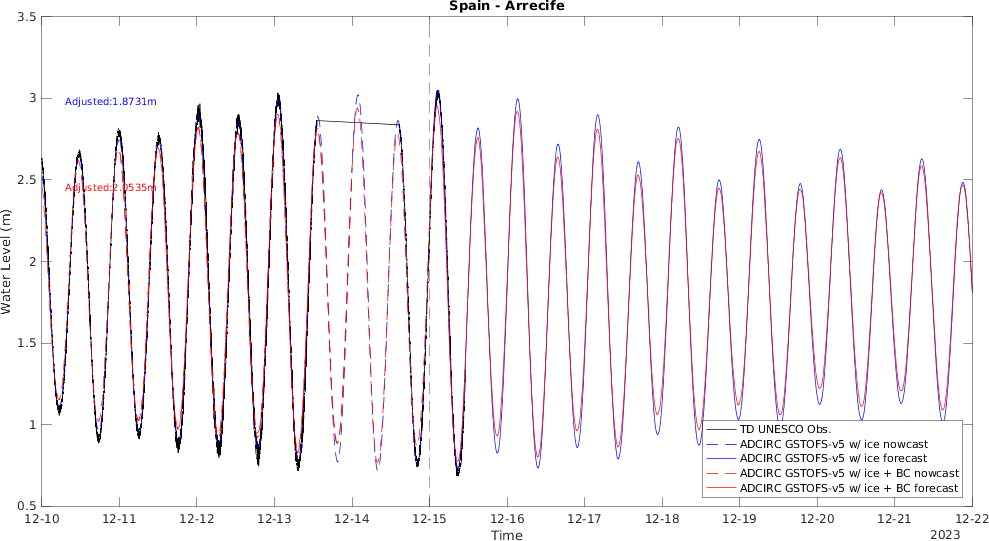 Spain - Arrecife
3.5
3
2.5
2
1.5
1
0.5
Water Level (m)
Adjusted:1.8731m
Adjusted:2.0535m
TD UNESCO Obs.
ADCIRC GSTOFS-v5 w/ ice nowcast
ADCIRC GSTOFS-v5 w/ ice forecast
ADCIRC GSTOFS-v5 w/ ice + BC nowcast
ADCIRC GSTOFS-v5 w/ ice + BC forecast
12-10 12-11 12-12 12-13 12-14 12-15 12-16 12-17 12-18 12-19 12-20 12-21 12-22
Time
2023